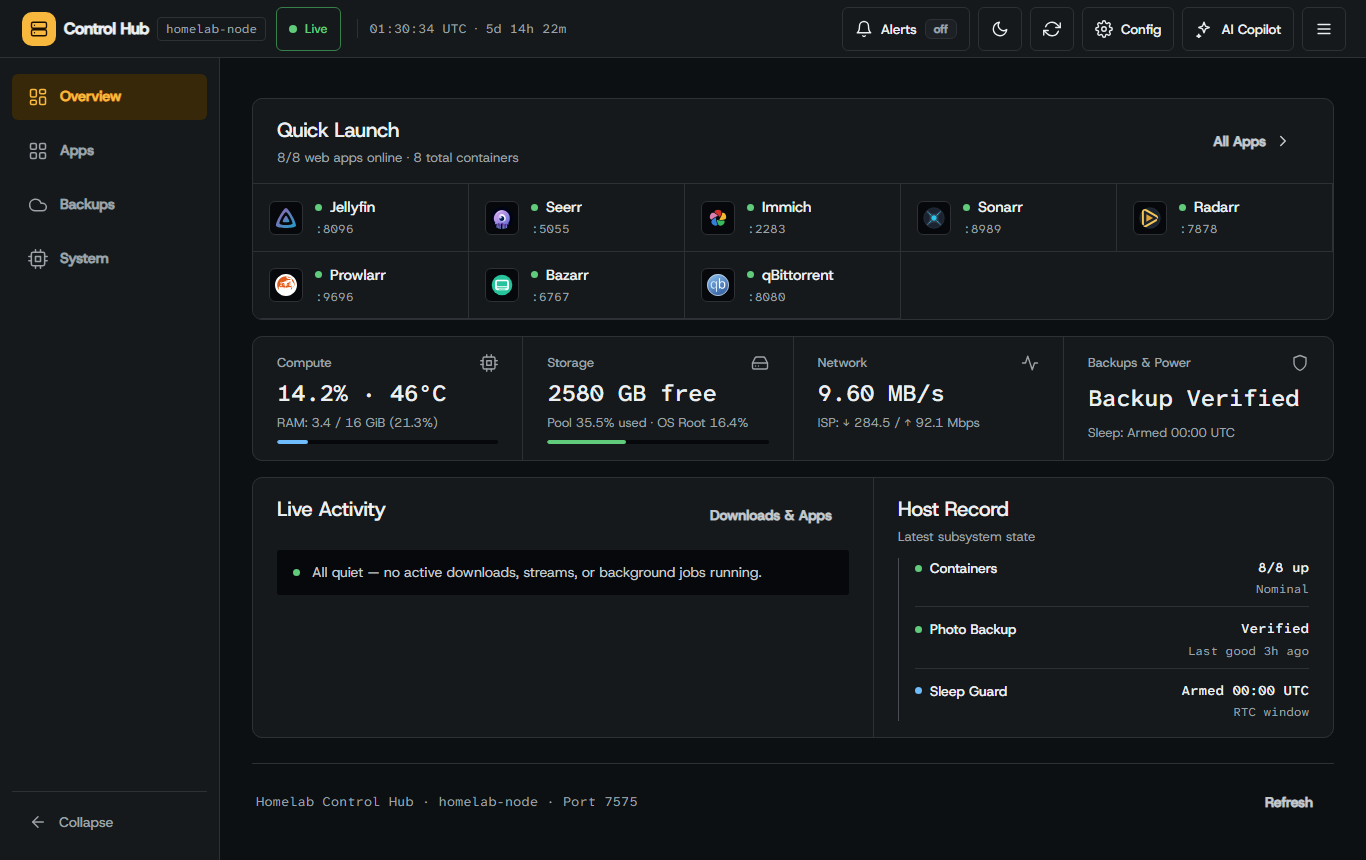 Control Hub homelab-node Live 01:30:34 UTC · 5d 14h 22m Alerts off Config AI Copilot
Overview
Apps
Backups
System
Collapse
Quick Launch
8/8 web apps online · 8 total containers
All Apps
Jellyfin
:8096
Seerr
:5055
Immich
:2283
Sonarr
:8989
Radarr
:7878
Prowlarr
:9696
Bazarr
:6767
qb
qBittorrent
:8080
Compute
14.2% · 46°C
RAM: 3.4 / 16 GiB (21.3%)
Storage
2580 GB free
Pool 35.5% used · OS Root 16.4%
Network
9.60 MB/s
ISP: ↓ 284.5 / ↑ 92.1 Mbps
Backups & Power
Backup Verified
Sleep: Armed 00:00 UTC
Live Activity
Downloads & Apps
All quiet — no active downloads, streams, or background jobs running.
Host Record
Latest subsystem state
Containers 8/8 up
Nominal
Photo Backup Verified
Last good 3h ago
Sleep Guard Armed 00:00 UTC
RTC window
Homelab Control Hub · homelab-node · Port 7575
Refresh